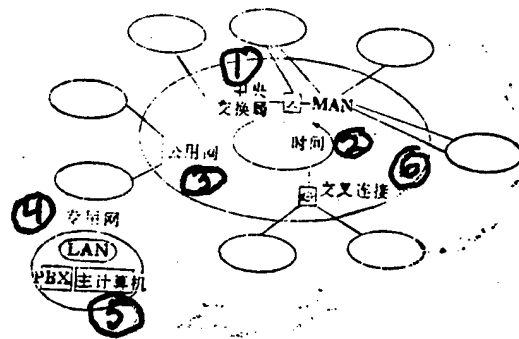 ①
中央
交换局
MAN
时间 ②
公用网
③
⑥
交叉连接
④ 专用网
LAN
PBX 主计算机
⑤